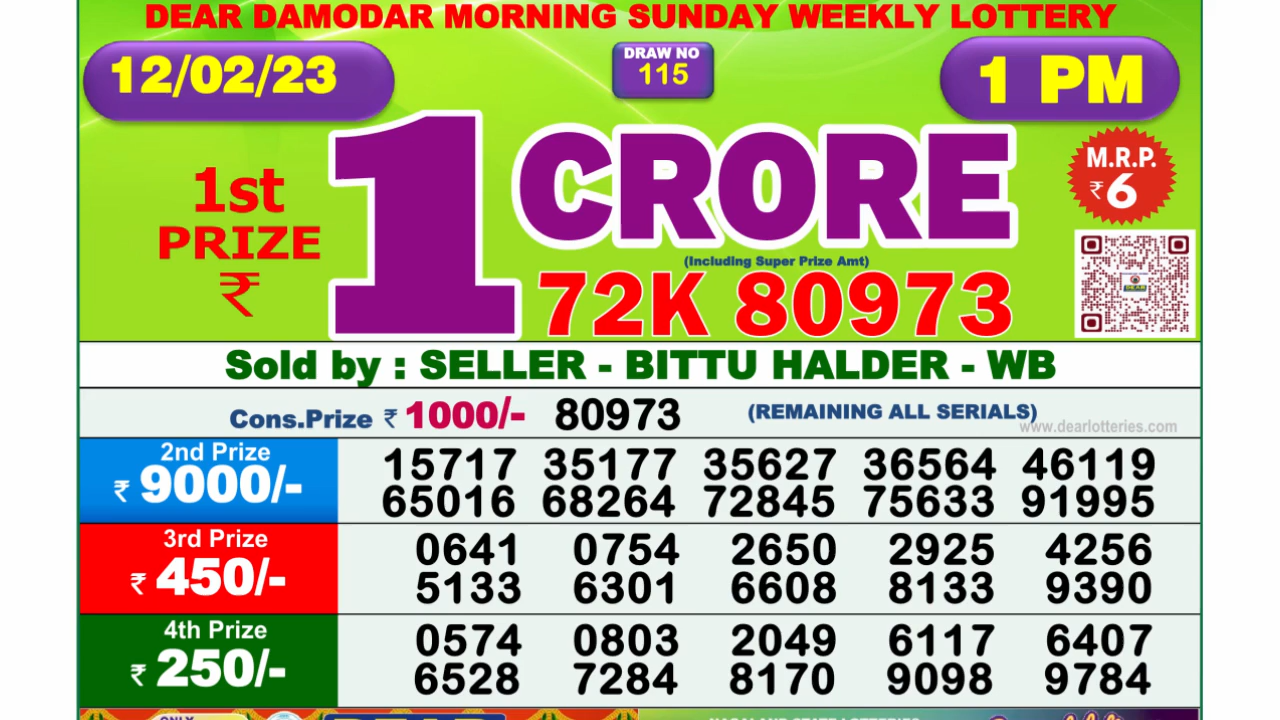 DEAR DAMODAR MORNING SUNDAY WEEKLY LOTTERY
12/02/23
DRAW NO
115
1 PM
1st
PRIZE
₹
1 CRORE
(Including Super Prize Amt)
72K 80973
M.R.P.
₹ 6
Sold by : SELLER - BITTU HALDER - WB
Cons.Prize ₹ 1000/- 80973 (REMAINING ALL SERIALS)
www.dearlotteries.com
2nd Prize
₹ 9000/-
15717 35177 35627 36564 46119
65016 68264 72845 75633 91995
3rd Prize
₹ 450/-
0641 0754 2650 2925 4256
5133 6301 6608 8133 9390
4th Prize
₹ 250/-
0574 0803 2049 6117 6407
6528 7284 8170 9098 9784